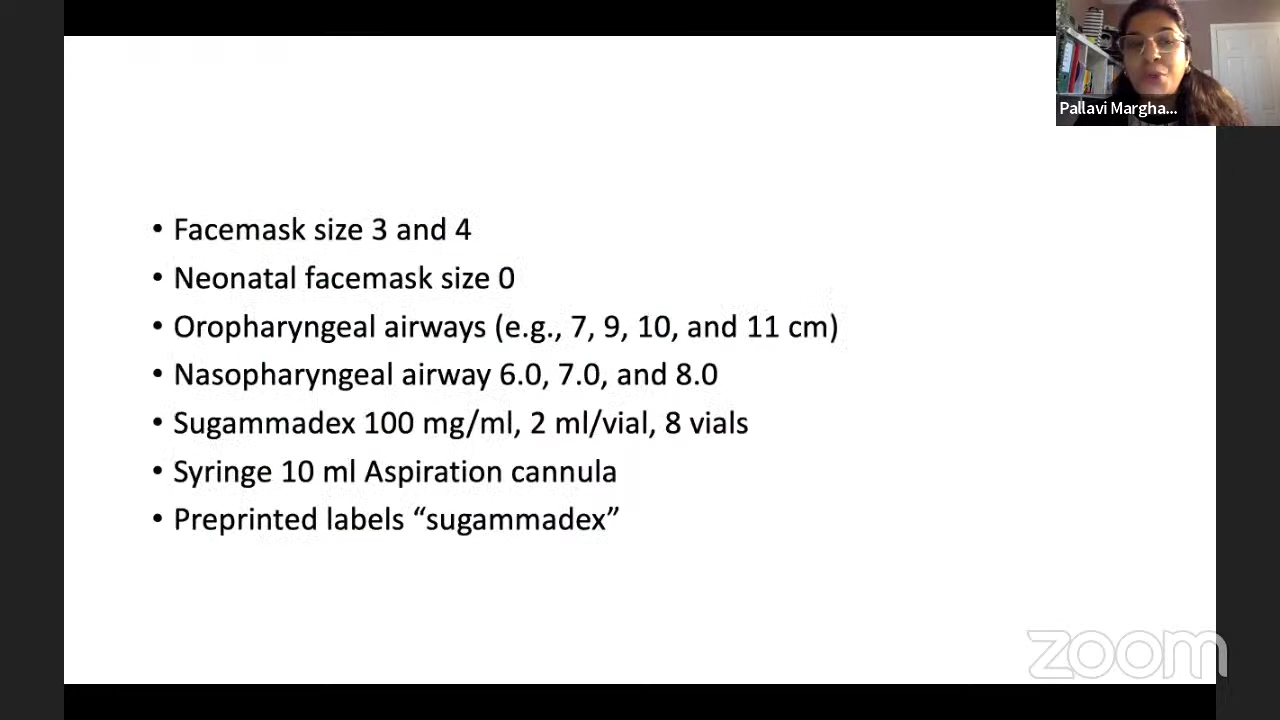 Pallavi Margha...
• Facemask size 3 and 4
• Neonatal facemask size 0
• Oropharyngeal airways (e.g., 7, 9, 10, and 11 cm)
• Nasopharyngeal airway 6.0, 7.0, and 8.0
• Sugammadex 100 mg/ml, 2 ml/vial, 8 vials
• Syringe 10 ml Aspiration cannula
• Preprinted labels “sugammadex”
zoom